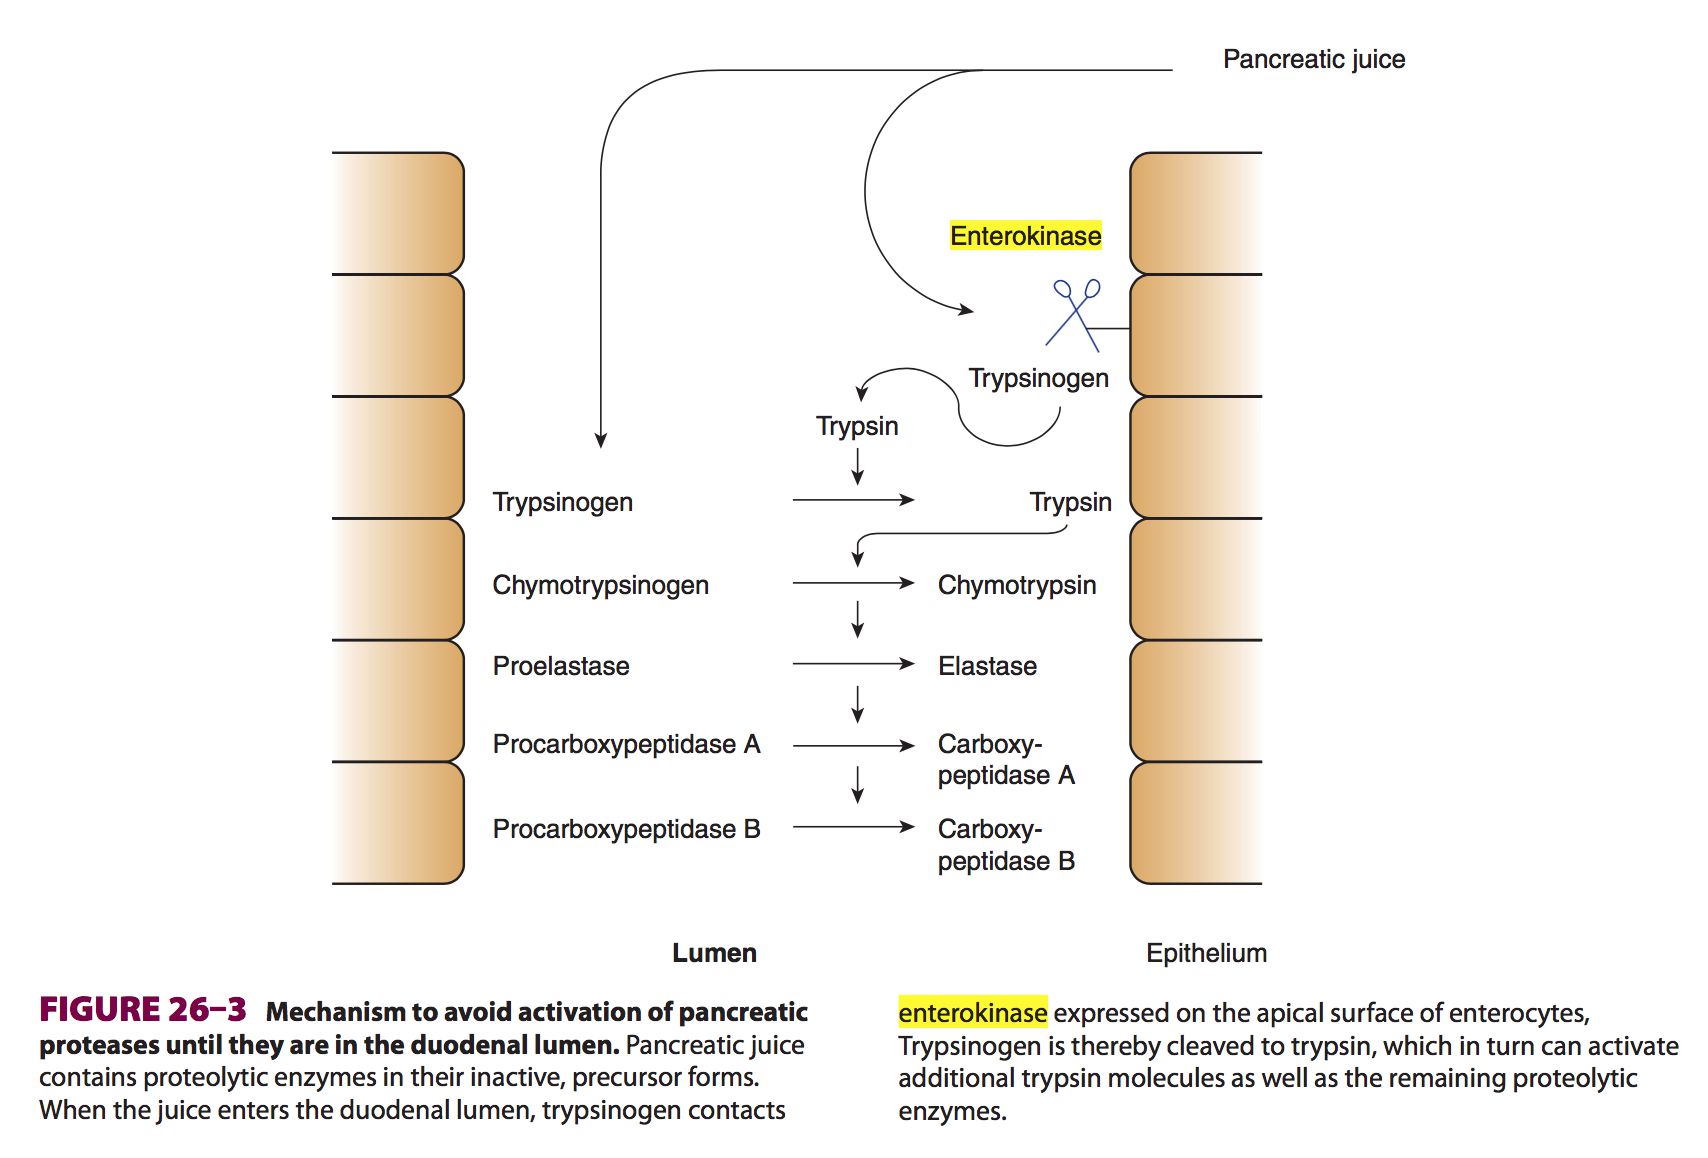 Pancreatic juice
Enterokinase
Trypsinogen
Trypsin
Trypsinogen
Trypsin
Chymotrypsinogen
Chymotrypsin
Proelastase
Elastase
Procarboxypeptidase A
Carboxy-
peptidase A
Procarboxypeptidase B
Carboxy-
peptidase B
Lumen
Epithelium
FIGURE 26–3 Mechanism to avoid activation of pancreatic
proteases until they are in the duodenal lumen. Pancreatic juice
contains proteolytic enzymes in their inactive, precursor forms.
When the juice enters the duodenal lumen, trypsinogen contacts
enterokinase expressed on the apical surface of enterocytes,
Trypsinogen is thereby cleaved to trypsin, which in turn can activate
additional trypsin molecules as well as the remaining proteolytic
enzymes.